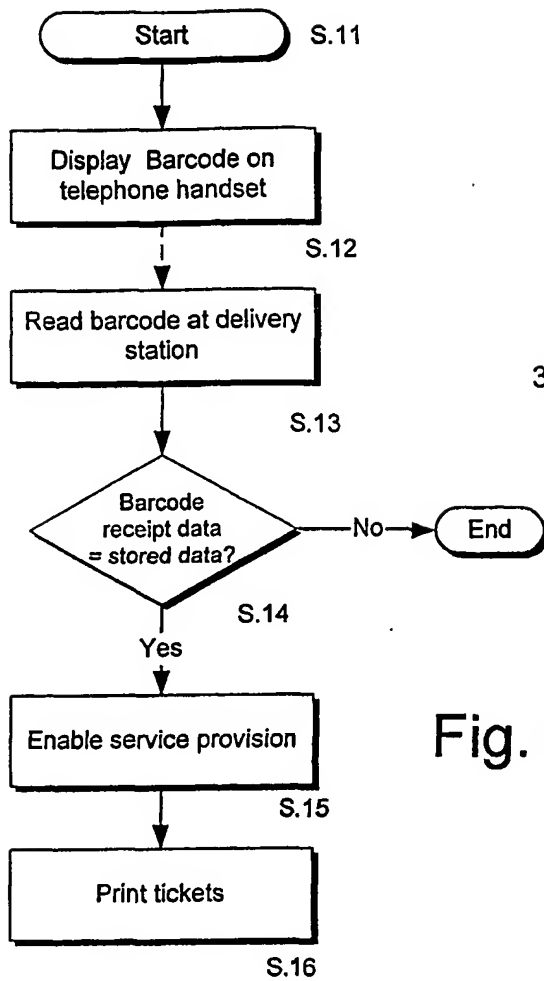 Start
S.11
Display Barcode on
telephone handset
S.12
Read barcode at delivery
station
S.13
3
Barcode
receipt data
= stored data?
No
End
S.14
Yes
Enable service provision
Fig.
S.15
Print tickets
S.16